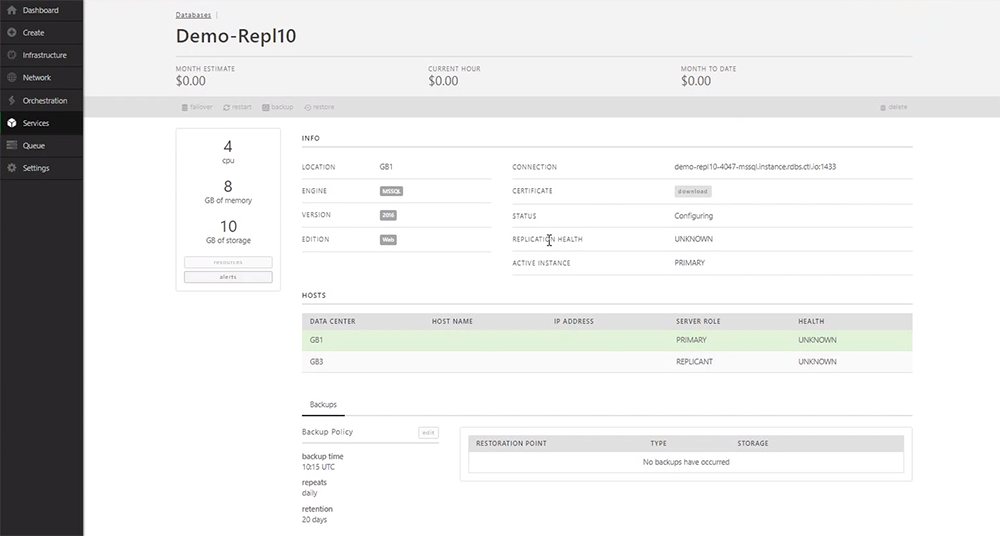 Dashboard
Create
Infrastructure
Network
Orchestration
Services
Queue
Settings
Databases |
Demo-Repl10
MONTH ESTIMATE CURRENT HOUR MONTH TO DATE
$0.00 $0.00 $0.00
failover restart backup restore delete
4
cpu
8
GB of memory
10
GB of storage
resources
alerts
INFO
LOCATION GB1
ENGINE MSSQL
VERSION 2016
EDITION Web
CONNECTION demo-repl10-4047-mssql.instance.rdbs.ctl.io:1433
CERTIFICATE download
STATUS Configuring
REPLICATION HEALTH UNKNOWN
ACTIVE INSTANCE PRIMARY
HOSTS
DATA CENTER HOST NAME IP ADDRESS SERVER ROLE HEALTH
GB1 PRIMARY UNKNOWN
GB3 REPLICANT UNKNOWN
Backups
Backup Policy edit
backup time
10:15 UTC
repeats
daily
retention
20 days
RESTORATION POINT TYPE STORAGE
No backups have occurred